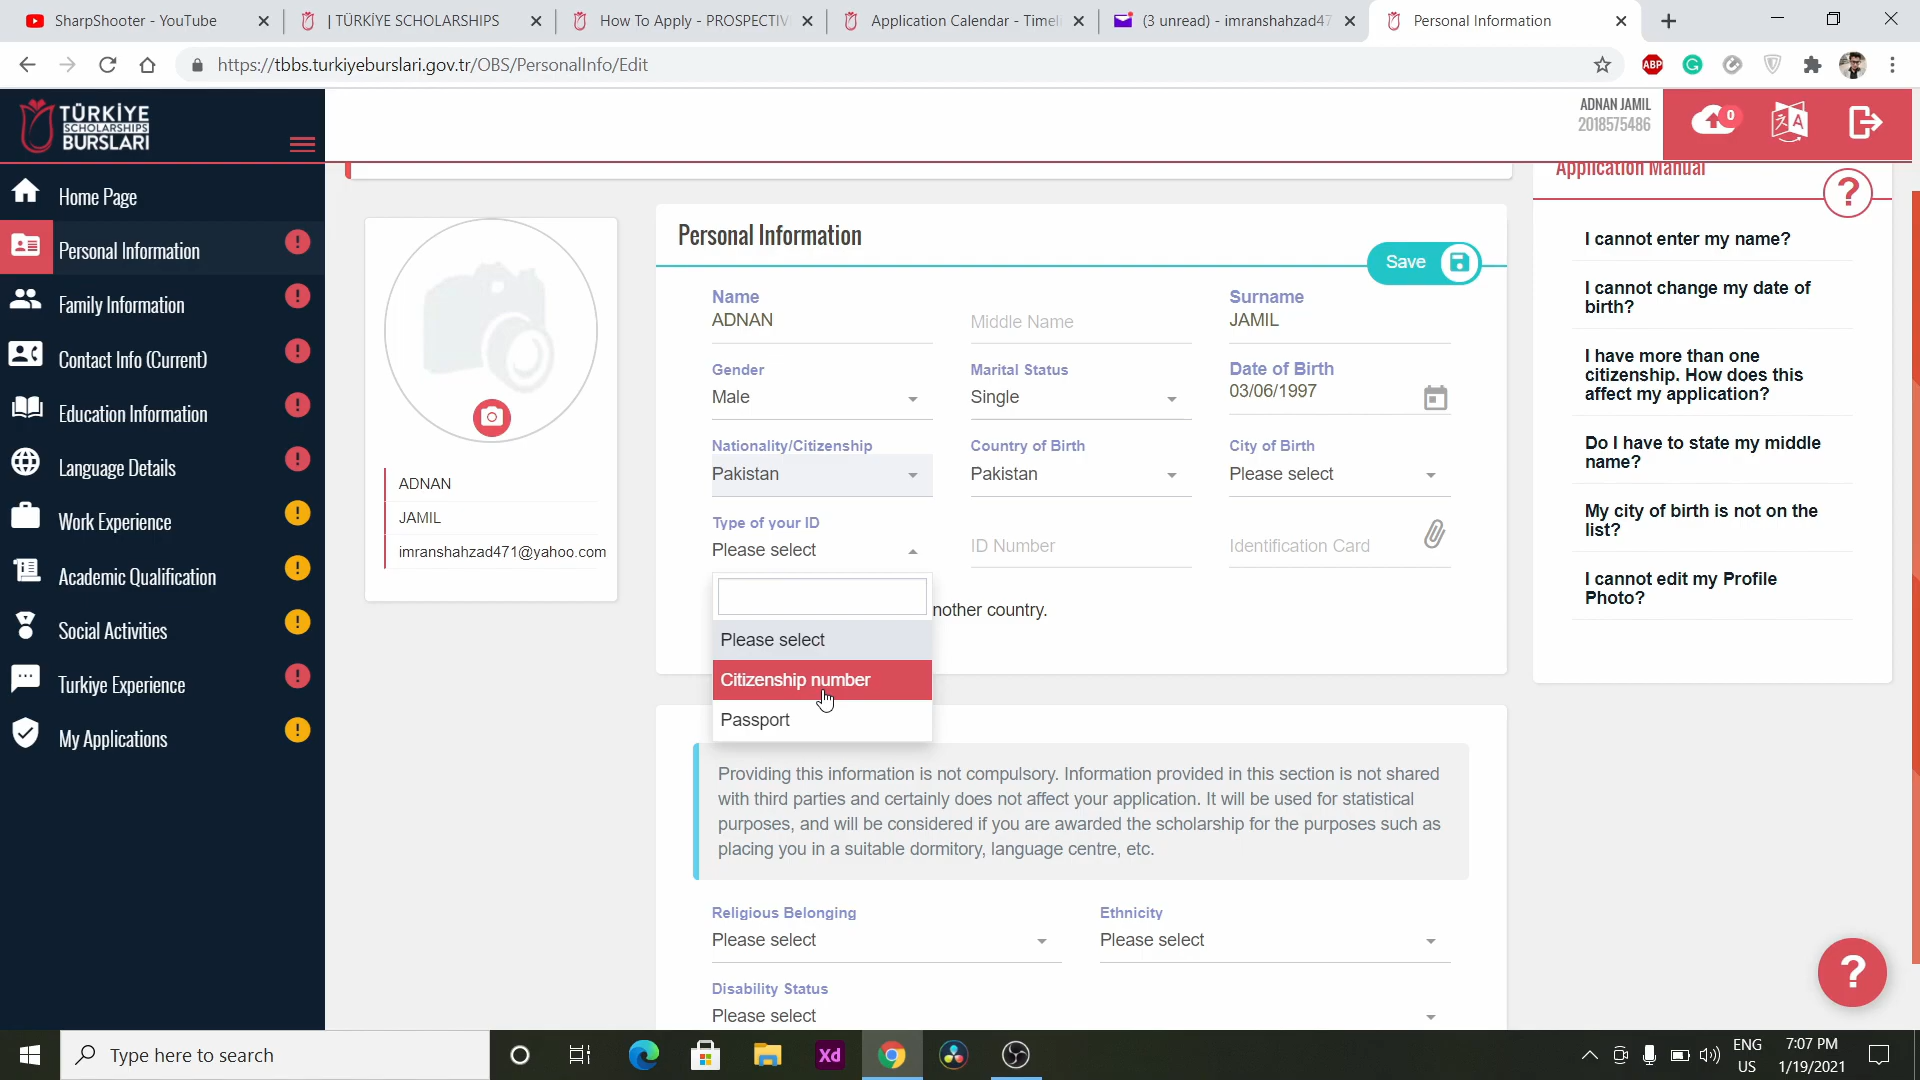 SharpShooter - YouTube
| TÜRKİYE SCHOLARSHIPS
How To Apply - PROSPECTIV
Application Calendar - Timeli
(3 unread) - imranshahzad47
Personal Information
https://tbbs.turkiyeburslari.gov.tr/OBS/PersonalInfo/Edit
ABP
TÜRKİYE
SCHOLARSHIPS
BURSLARI
ADNAN JAMIL
2018575486
0
A
Home Page
Personal Information
Family Information
Contact Info (Current)
Education Information
Language Details
Work Experience
Academic Qualification
Social Activities
Turkiye Experience
My Applications
ADNAN
JAMIL
imranshahzad471@yahoo.com
Personal Information
Save
Name
ADNAN
Middle Name
Surname
JAMIL
Gender
Male
Marital Status
Single
Date of Birth
03/06/1997
Nationality/Citizenship
Pakistan
Country of Birth
Pakistan
City of Birth
Please select
Type of your ID
Please select
ID Number
Identification Card
nother country.
Please select
Citizenship number
Passport
Providing this information is not compulsory. Information provided in this section is not shared
with third parties and certainly does not affect your application. It will be used for statistical
purposes, and will be considered if you are awarded the scholarship for the purposes such as
placing you in a suitable dormitory, language centre, etc.
Religious Belonging
Please select
Ethnicity
Please select
Disability Status
Please select
Application Manual
?
I cannot enter my name?
I cannot change my date of
birth?
I have more than one
citizenship. How does this
affect my application?
Do I have to state my middle
name?
My city of birth is not on the
list?
I cannot edit my Profile
Photo?
?
Type here to search
Xd
ENG
US
7:07 PM
1/19/2021